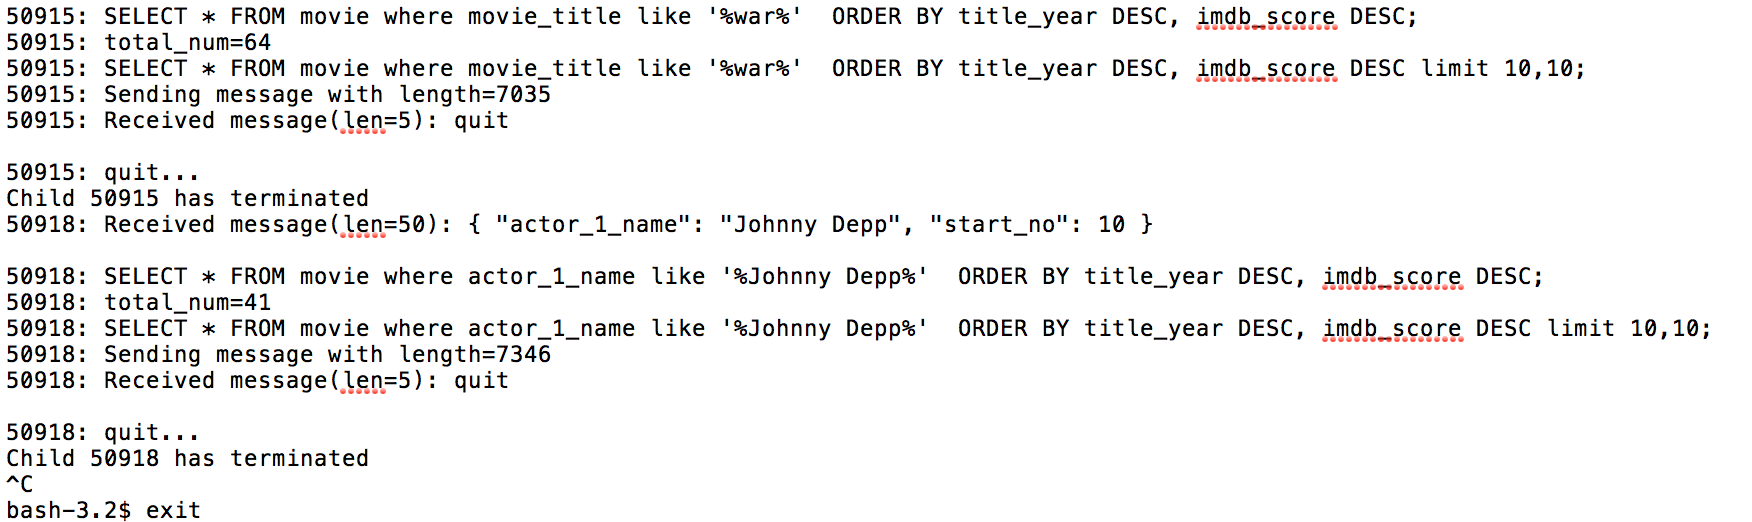 50915: SELECT * FROM movie where movie_title like '%war%'  ORDER BY title_year DESC, imdb_score DESC;
50915: total_num=64
50915: SELECT * FROM movie where movie_title like '%war%'  ORDER BY title_year DESC, imdb_score DESC limit 10,10;
50915: Sending message with length=7035
50915: Received message(len=5): quit
50915: quit...
Child 50915 has terminated
50918: Received message(len=50): { "actor_1_name": "Johnny Depp", "start_no": 10 }
50918: SELECT * FROM movie where actor_1_name like '%Johnny Depp%'  ORDER BY title_year DESC, imdb_score DESC;
50918: total_num=41
50918: SELECT * FROM movie where actor_1_name like '%Johnny Depp%'  ORDER BY title_year DESC, imdb_score DESC limit 10,10;
50918: Sending message with length=7346
50918: Received message(len=5): quit
50918: quit...
Child 50918 has terminated
^C
bash-3.2$ exit